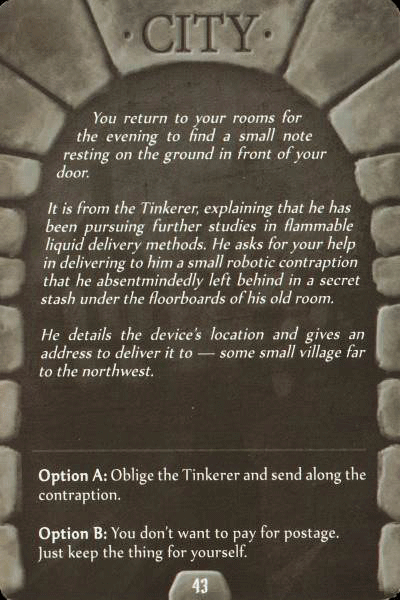 · CITY ·
You return to your rooms for
the evening to find a small note
resting on the ground in front of your
door.
It is from the Tinkerer, explaining that he has
been pursuing further studies in flammable
liquid delivery methods. He asks for your help
in delivering to him a small robotic contraption
that he absentmindedly left behind in a secret
stash under the floorboards of his old room.
He details the device's location and gives an
address to deliver it to — some small village far
to the northwest.
Option A: Oblige the Tinkerer and send along the
contraption.
Option B: You don't want to pay for postage.
Just keep the thing for yourself.
43